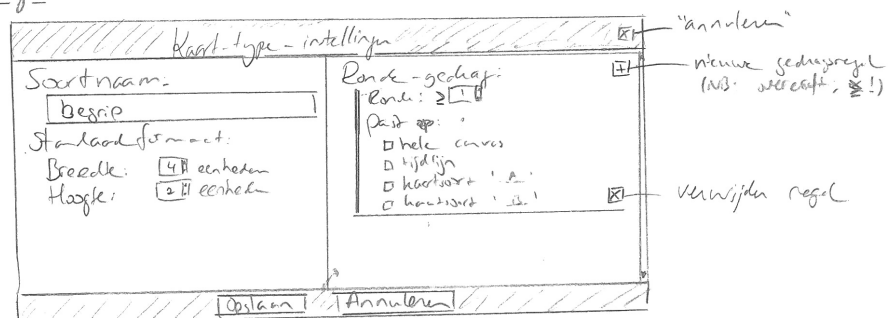 -8-
Kaart-type-instellingen
[x]
"annuleren"
Soortnaam:
begrip
Standaardformaat:
Breedte: 4 eenheden
Hoogte: 2 eenheden
Ronde-gedrag:
[+]
nieuwe gedragsregel
(NB.
Ronde: ≥ 1
past op:
hele canvas
tijdlijn
kaartsoort 'A'
kaartsoort 'B'
[x]
verwijder regel
Opslaan
Annuleren